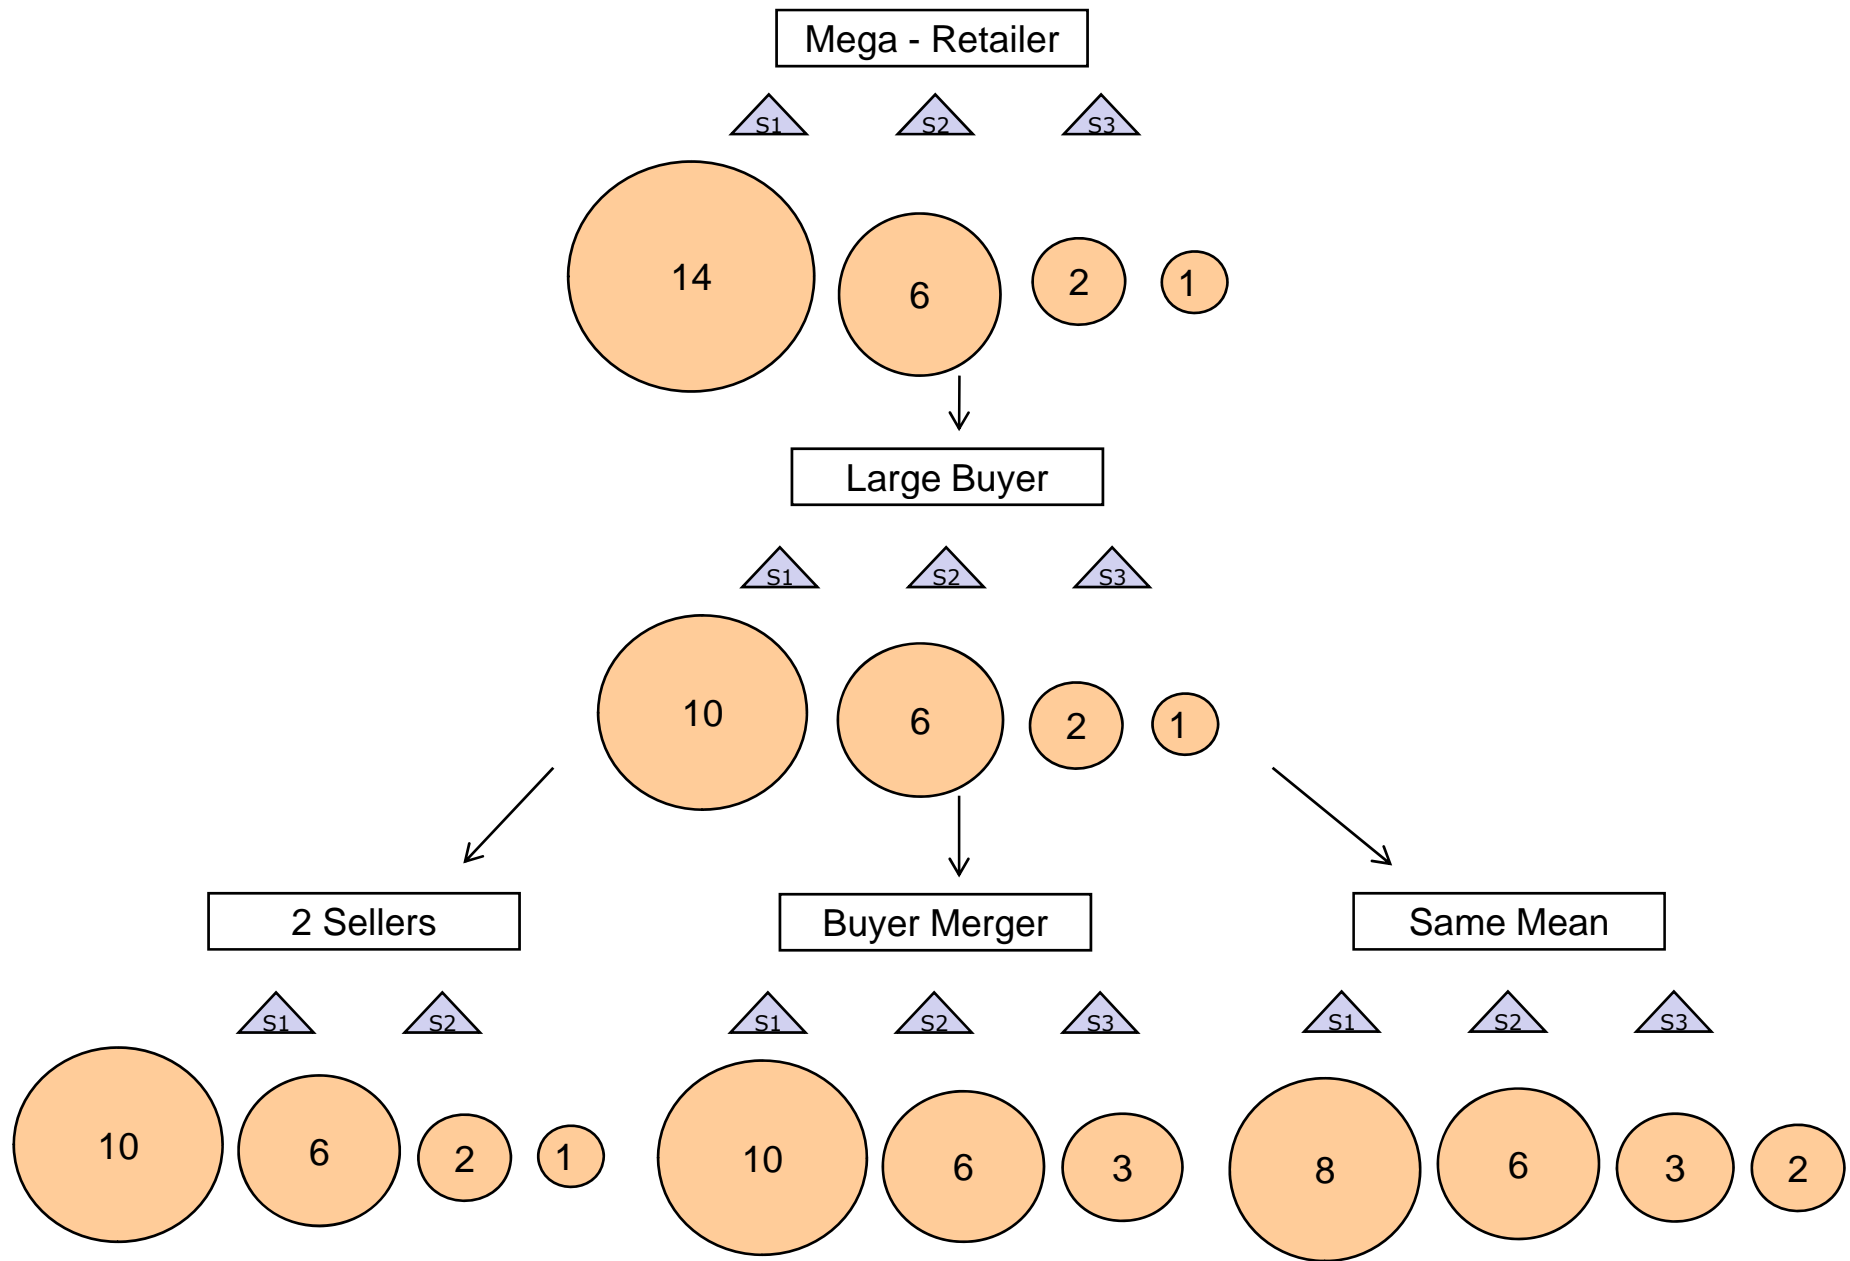 Mega - Retailer
S1 S2 S3
14 6 2 1
Large Buyer
S1 S2 S3
10 6 2 1
2 Sellers
S1 S2
10 6 2 1
Buyer Merger
S1 S2 S3
10 6 3
Same Mean
S1 S2 S3
8 6 3 2